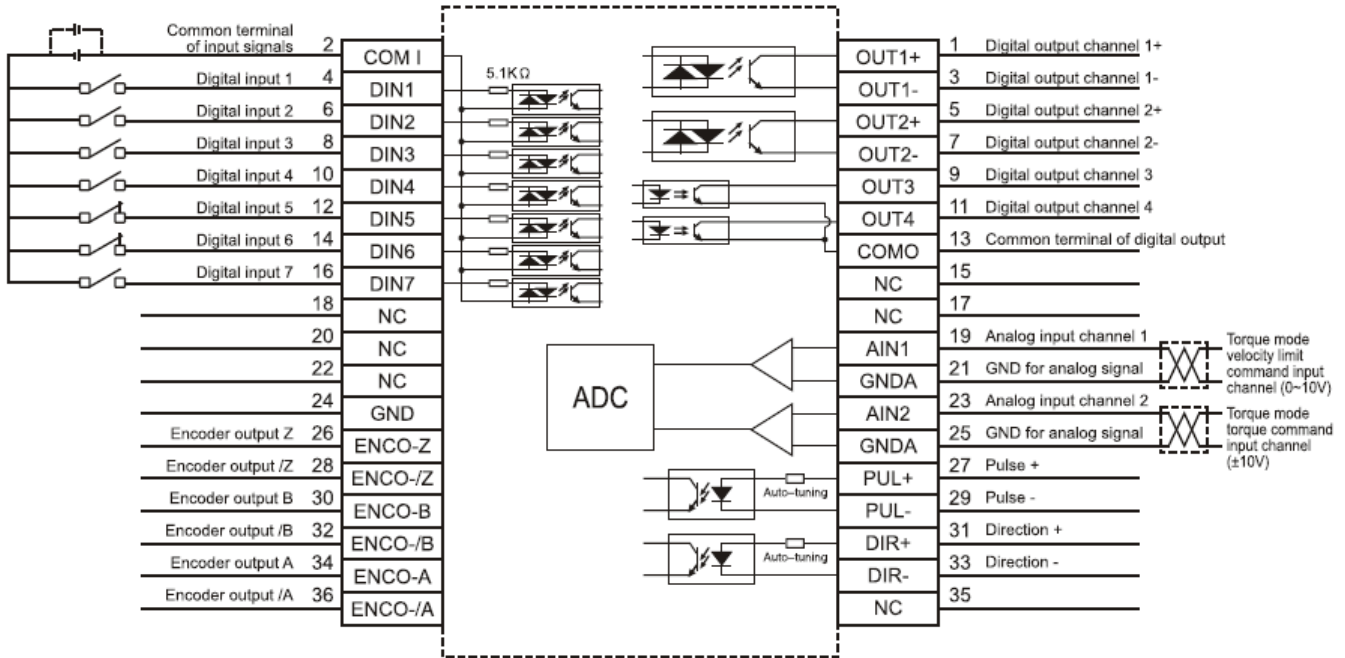 Common terminal
of input signals 2 COM I
Digital input 1 4 DIN1
Digital input 2 6 DIN2
Digital input 3 8 DIN3
Digital input 4 10 DIN4
Digital input 5 12 DIN5
Digital input 6 14 DIN6
Digital input 7 16 DIN7
18 NC
20 NC
22 NC
24 GND
Encoder output Z 26 ENCO-Z
Encoder output /Z 28 ENCO-/Z
Encoder output B 30 ENCO-B
Encoder output /B 32 ENCO-/B
Encoder output A 34 ENCO-A
Encoder output /A 36 ENCO-/A
5.1KΩ
ADC
Auto-tuning
Auto-tuning
OUT1+ 1 Digital output channel 1+
OUT1- 3 Digital output channel 1-
OUT2+ 5 Digital output channel 2+
OUT2- 7 Digital output channel 2-
OUT3 9 Digital output channel 3
OUT4 11 Digital output channel 4
COMO 13 Common terminal of digital output
NC 15
NC 17
AIN1 19 Analog input channel 1
GNDA 21 GND for analog signal
AIN2 23 Analog input channel 2
GNDA 25 GND for analog signal
PUL+ 27 Pulse +
PUL- 29 Pulse -
DIR+ 31 Direction +
DIR- 33 Direction -
NC 35
Torque mode
velocity limit
command input
channel (0~10V)
Torque mode
torque command
input channel
(±10V)